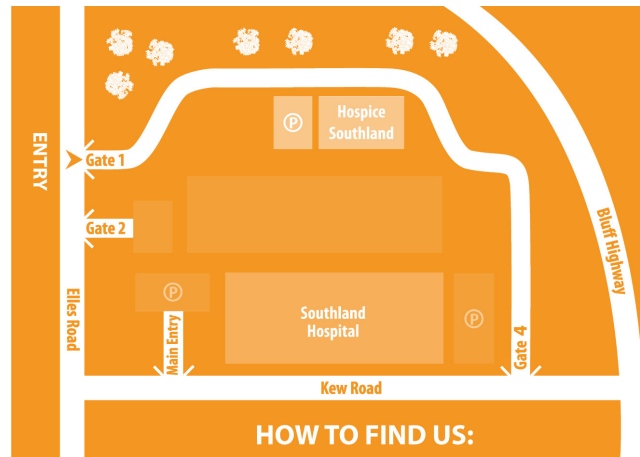 Hospice
Southland
P
ENTRY
Gate 1
Gate 2
Bluff Highway
Elles Road
P
Southland
Hospital
P
Main Entry
Gate 4
Kew Road
HOW TO FIND US: